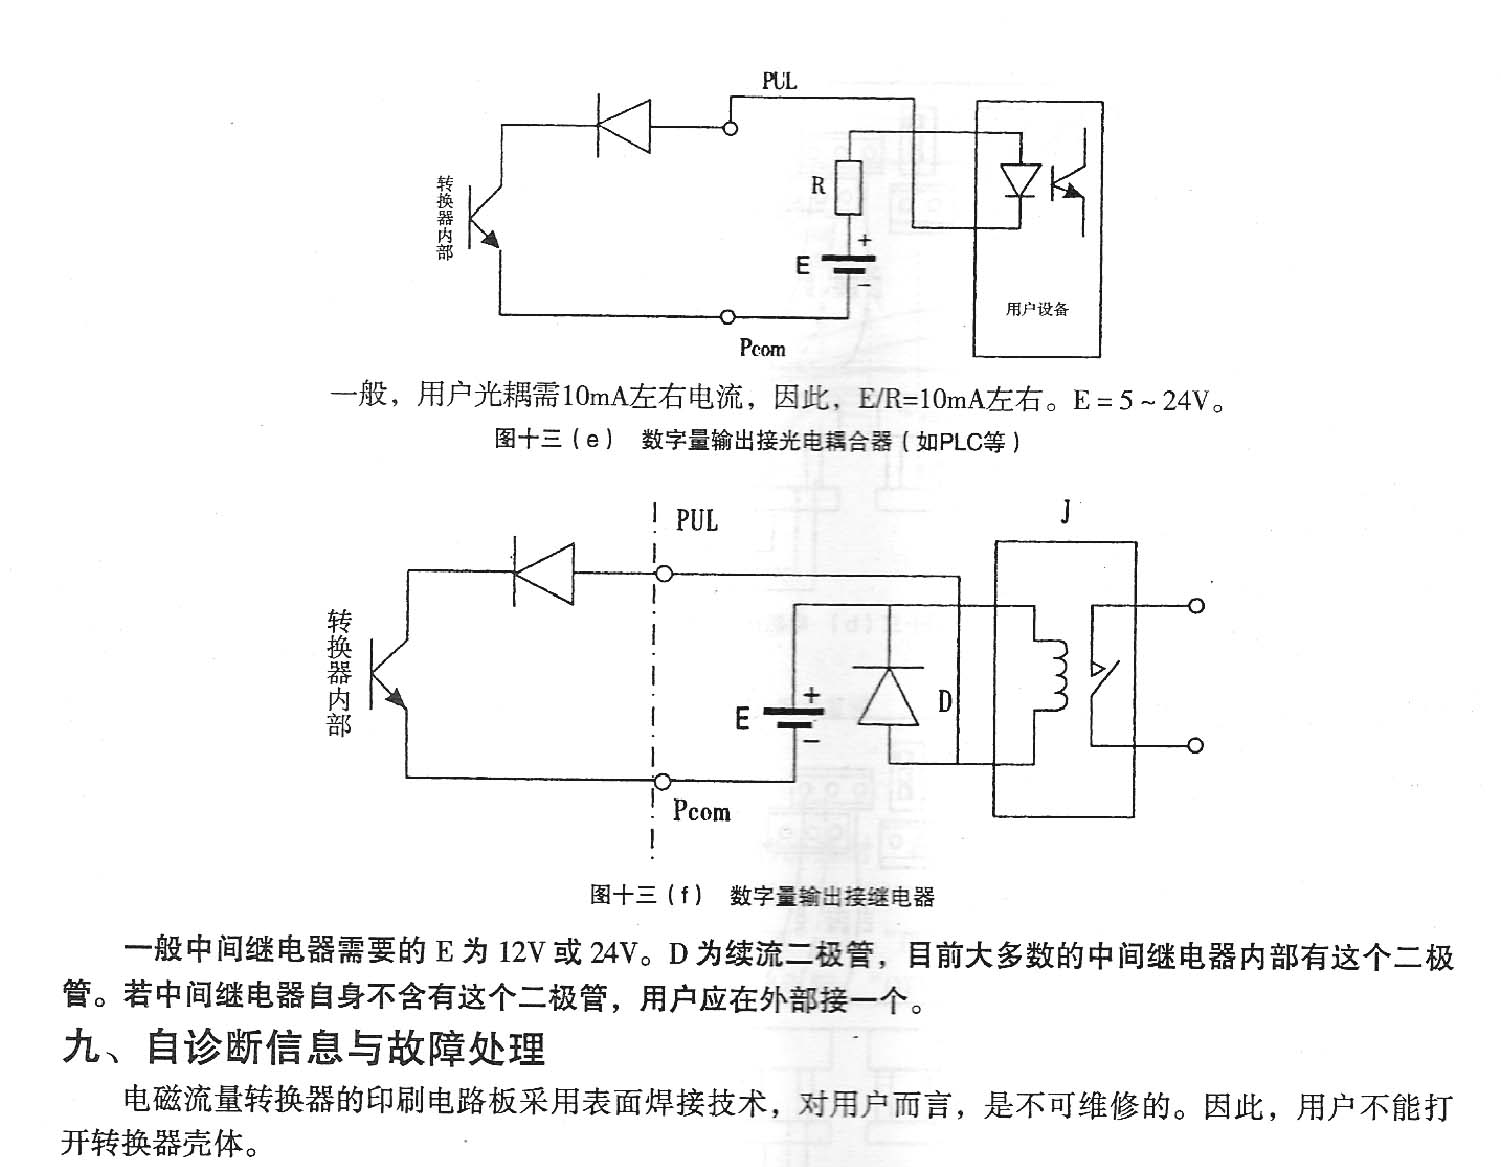 PUL
转换器内部
R
+
E
−
用户设备
Pcom
一般，用户光耦需10mA左右电流，因此，E/R=10mA左右。E = 5 ~ 24V。
图十三（e） 数字量输出接光电耦合器（如PLC等）
PUL
J
转换器内部
+
E
−
D
Pcom
图十三（f） 数字量输出接继电器
一般中间继电器需要的 E 为 12V 或 24V。D 为续流二极管，目前大多数的中间继电器内部有这个二极
管。若中间继电器自身不含有这个二极管，用户应在外部接一个。
九、自诊断信息与故障处理
电磁流量转换器的印刷电路板采用表面焊接技术，对用户而言，是不可维修的。因此，用户不能打
开转换器壳体。